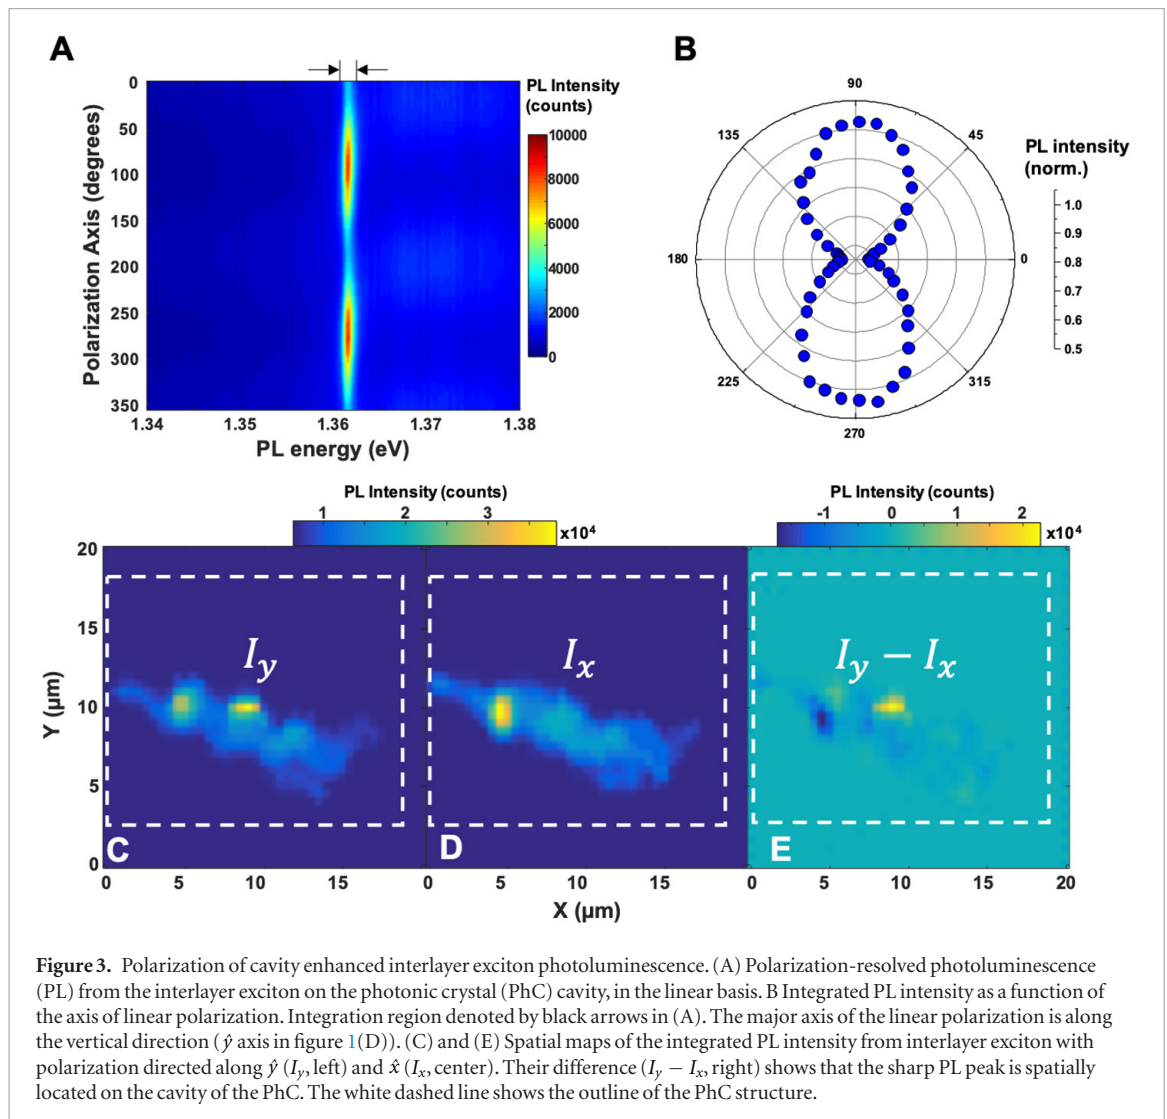 A
B
PL Intensity
(counts)
Polarization Axis (degrees)
0
50
100
150
200
250
300
350
1.34
1.35
1.36
1.37
1.38
PL energy (eV)
10000
8000
6000
4000
2000
0
90
135
45
180
0
225
315
270
PL intensity
(norm.)
1.0
0.9
0.8
0.7
0.6
0.5
PL Intensity (counts)
1 2 3 x10⁴
PL Intensity (counts)
-1 0 1 2 x10⁴
Y (µm)
20
15
10
5
0
I_y
I_x
I_y − I_x
C
D
E
0 5 10 15 0 5 10 15 0 5 10 15 20
X (µm)
Figure 3. Polarization of cavity enhanced interlayer exciton photoluminescence. (A) Polarization-resolved photoluminescence
(PL) from the interlayer exciton on the photonic crystal (PhC) cavity, in the linear basis. B Integrated PL intensity as a function of
the axis of linear polarization. Integration region denoted by black arrows in (A). The major axis of the linear polarization is along
the vertical direction (ŷ axis in figure 1(D)). (C) and (E) Spatial maps of the integrated PL intensity from interlayer exciton with
polarization directed along ŷ (I_y, left) and x̂ (I_x, center). Their difference (I_y − I_x, right) shows that the sharp PL peak is spatially
located on the cavity of the PhC. The white dashed line shows the outline of the PhC structure.